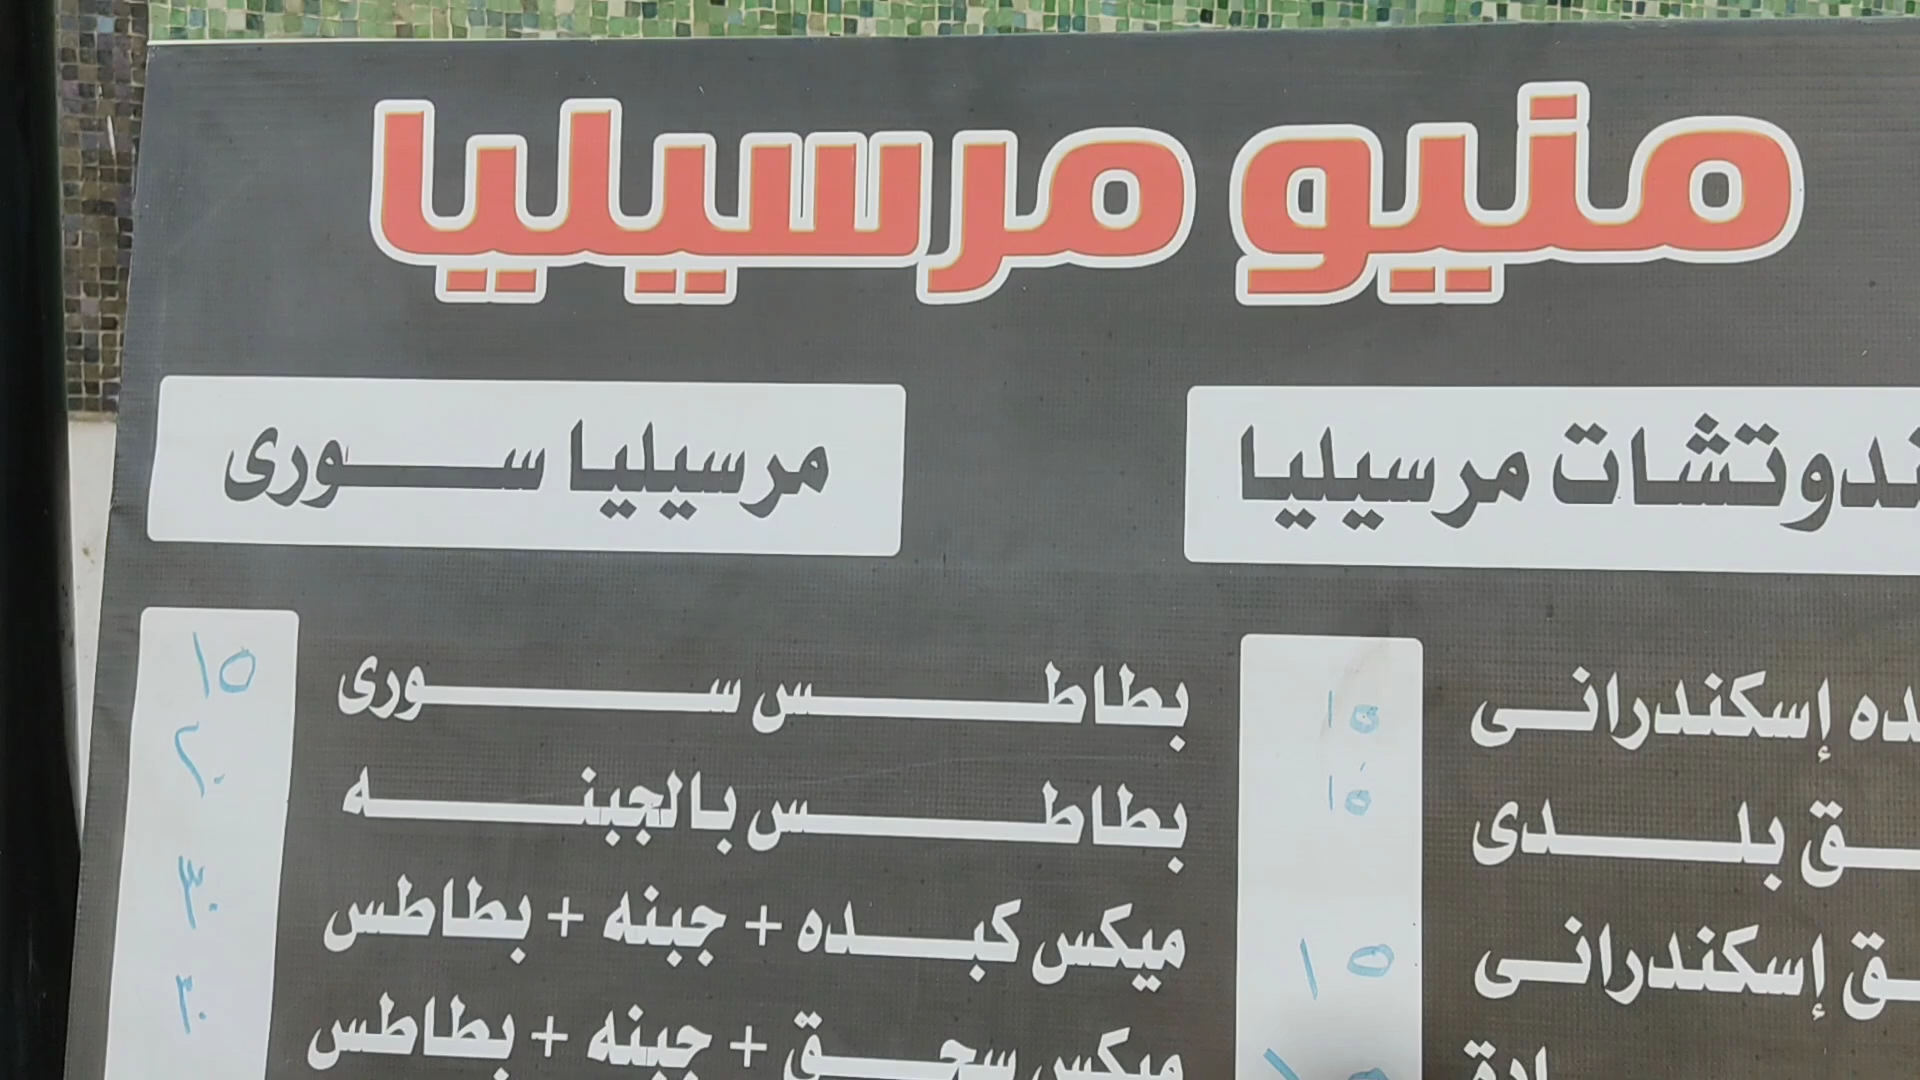 منيو مرسيليا
ندوتشات مرسيليا
ده إسكندرانى ١٥
ق بلدى ١٥
ق إسكندرانى ١٥
مرسيليا سورى
بطاطس سورى ١٥
بطاطس بالجبنه ٢٠
ميكس كبده + جبنه + بطاطس ٣٠
ميكس سجق + جبنه + بطاطس ٣٠